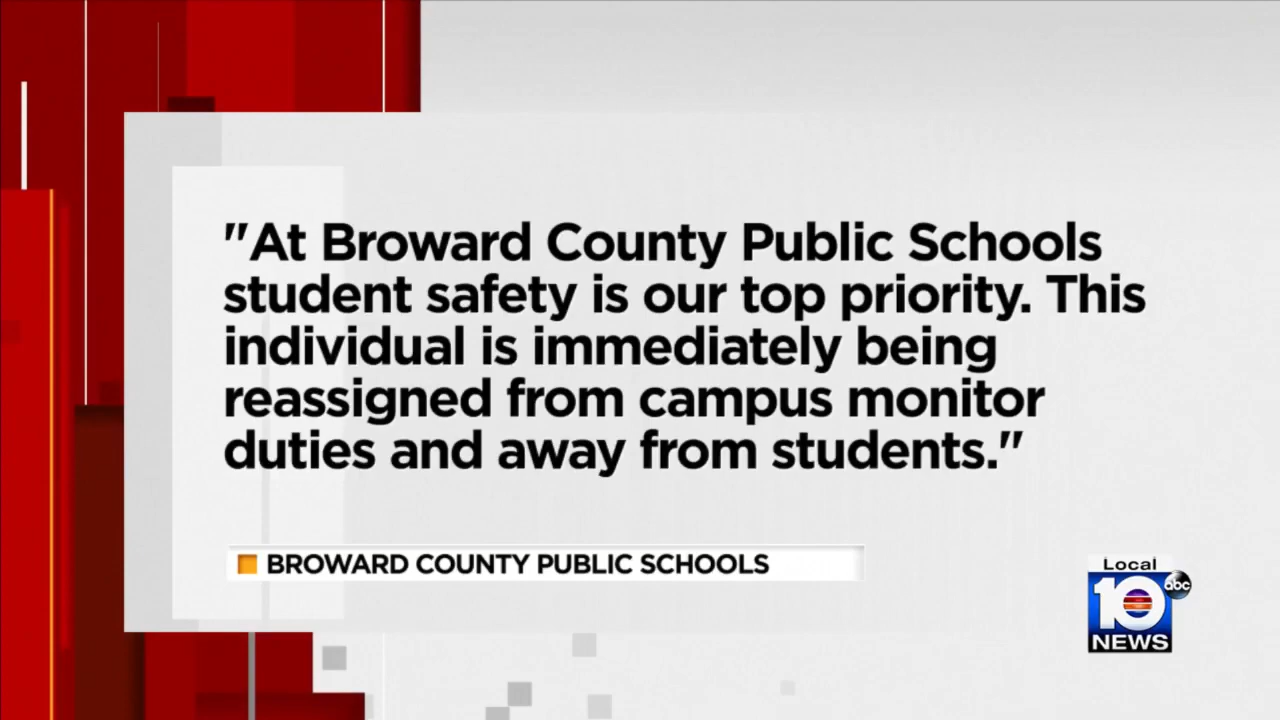 "At Broward County Public Schools
student safety is our top priority. This
individual is immediately being
reassigned from campus monitor
duties and away from students."
BROWARD COUNTY PUBLIC SCHOOLS
Local
10 abc
NEWS